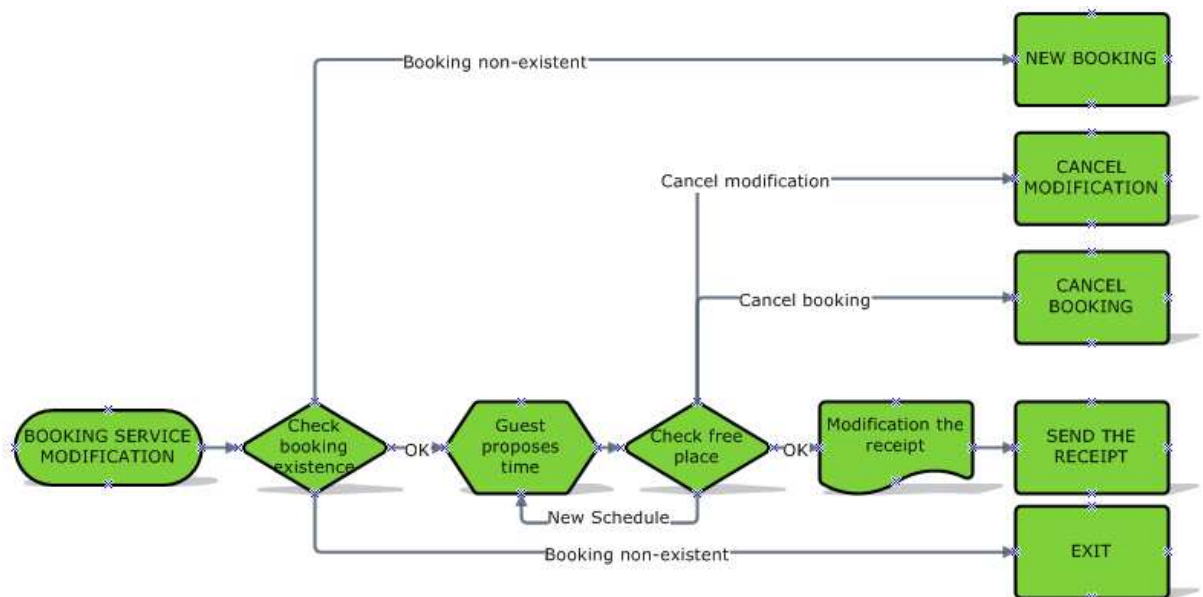 Booking non-existent
NEW BOOKING
Cancel modification
CANCEL
MODIFICATION
Cancel booking
CANCEL
BOOKING
BOOKING SERVICE
MODIFICATION
Check
booking
existence
OK
Guest
proposes
time
Check free
place
OK
Modification the
receipt
SEND THE
RECEIPT
New Schedule
Booking non-existent
EXIT